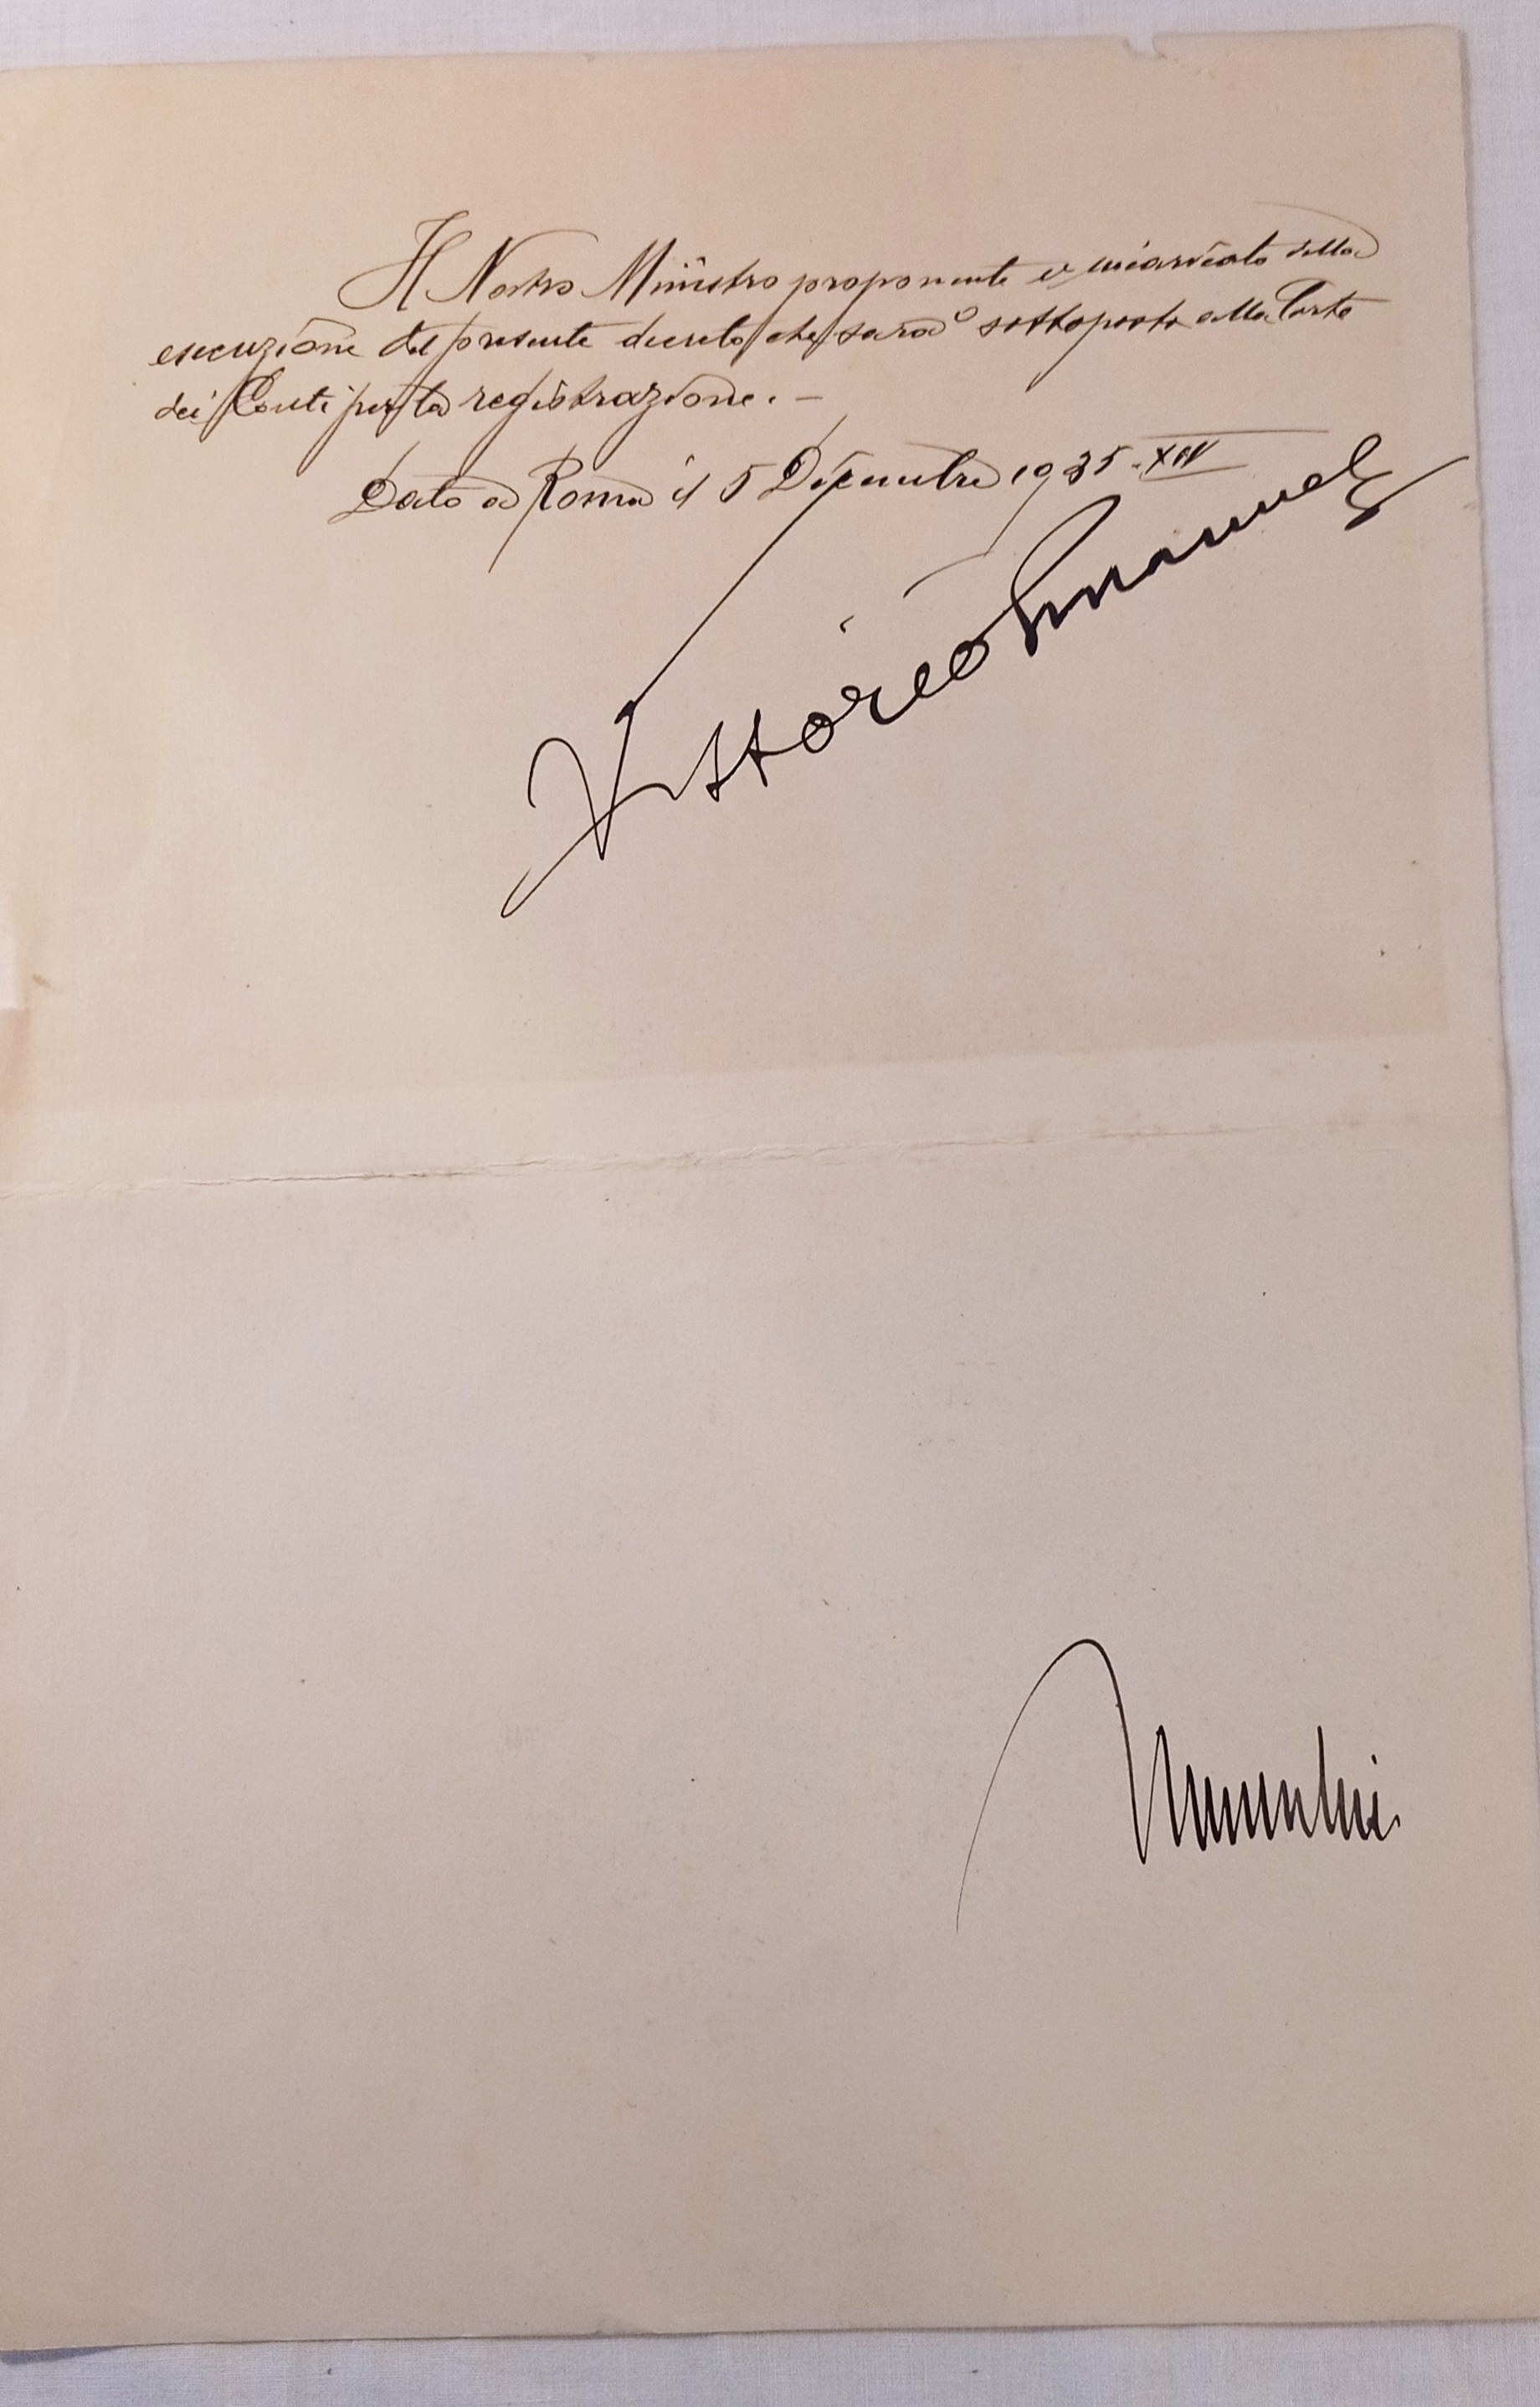 Il Nostro Ministro proponente è incaricato della
esecuzione del presente decreto che sarà sottoposto alla Corte
dei Conti per la registrazione. -
Dato a Roma il 5 Dicembre 1935 - XIV
Vittorio Emanuele
Mussolini